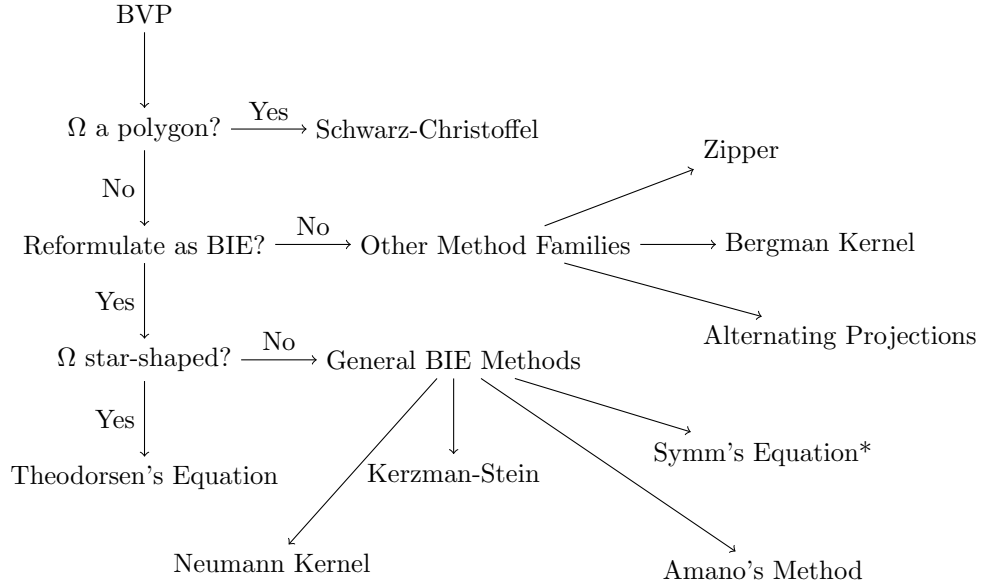 BVP
Ω a polygon?
Yes
Schwarz-Christoffel
No
Zipper
Reformulate as BIE?
No
Other Method Families
Bergman Kernel
Yes
Alternating Projections
Ω star-shaped?
No
General BIE Methods
Yes
Symm's Equation*
Theodorsen's Equation
Kerzman-Stein
Neumann Kernel
Amano's Method